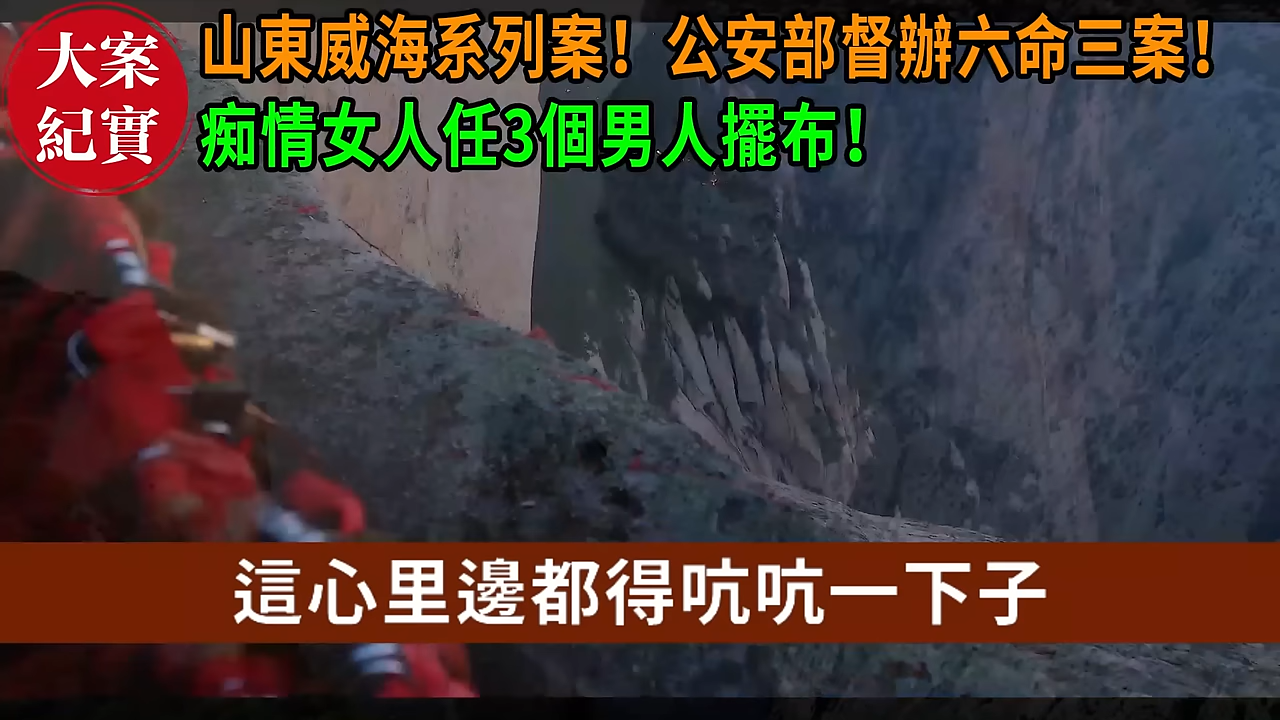 大案
紀實
山東威海系列案！公安部督辦六命三案！
痴情女人任3個男人擺布！
這心里邊都得吭吭一下子